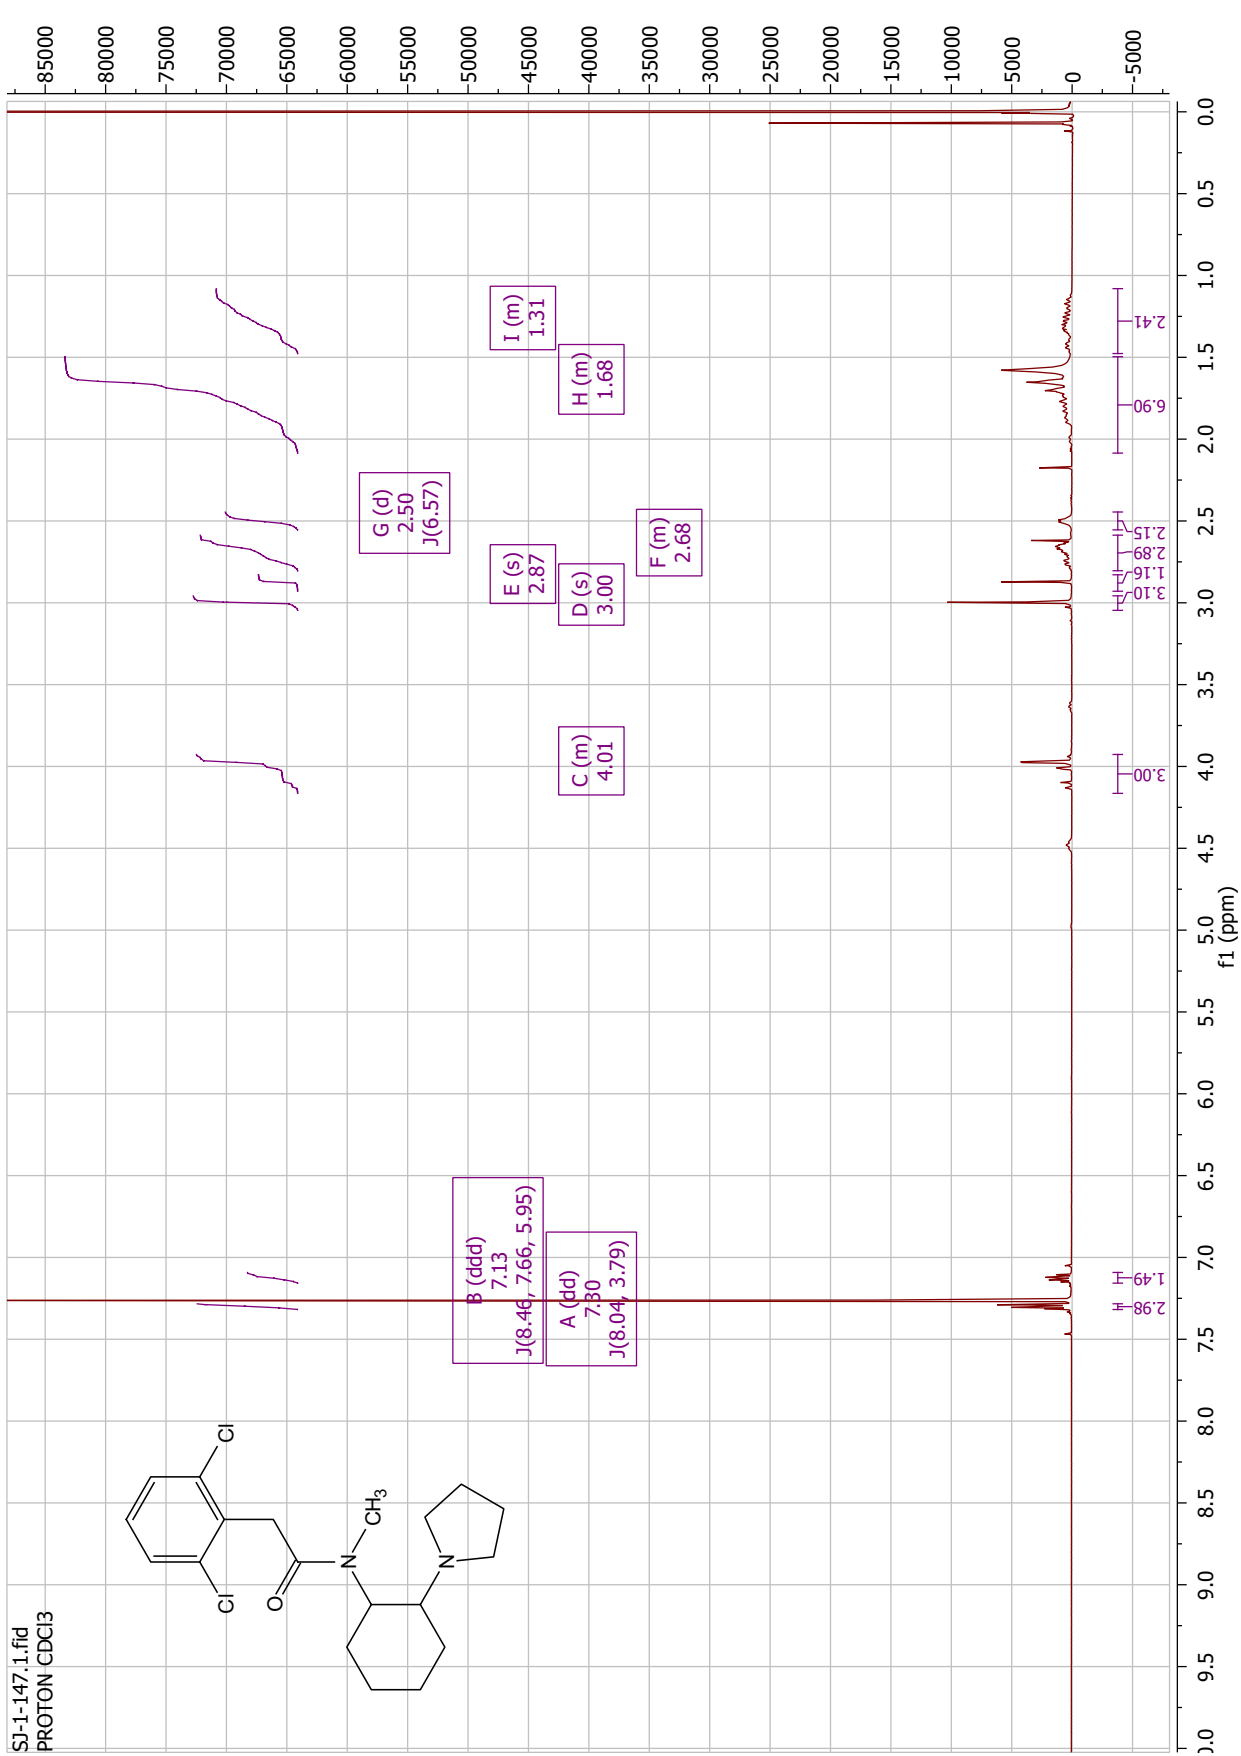 SJ-1-147.1.fid
PROTON CDCl3
Cl
Cl
O
N
CH3
N
B (ddd)
7.13
J(8.46, 7.66, 5.95)
A (dd)
7.30
J(8.04, 3.79)
C (m)
4.01
E (s)
2.87
D (s)
3.00
F (m)
2.68
G (d)
2.50
J(6.57)
H (m)
1.68
I (m)
1.31
85000
80000
75000
70000
65000
60000
55000
50000
45000
40000
35000
30000
25000
20000
15000
10000
5000
0
-5000
2.98
1.49
3.00
3.10
1.16
2.89
2.15
6.90
2.41
0.0 9.5 9.0 8.5 8.0 7.5 7.0 6.5 6.0 5.5 5.0 4.5 4.0 3.5 3.0 2.5 2.0 1.5 1.0 0.5 0.0
f1 (ppm)